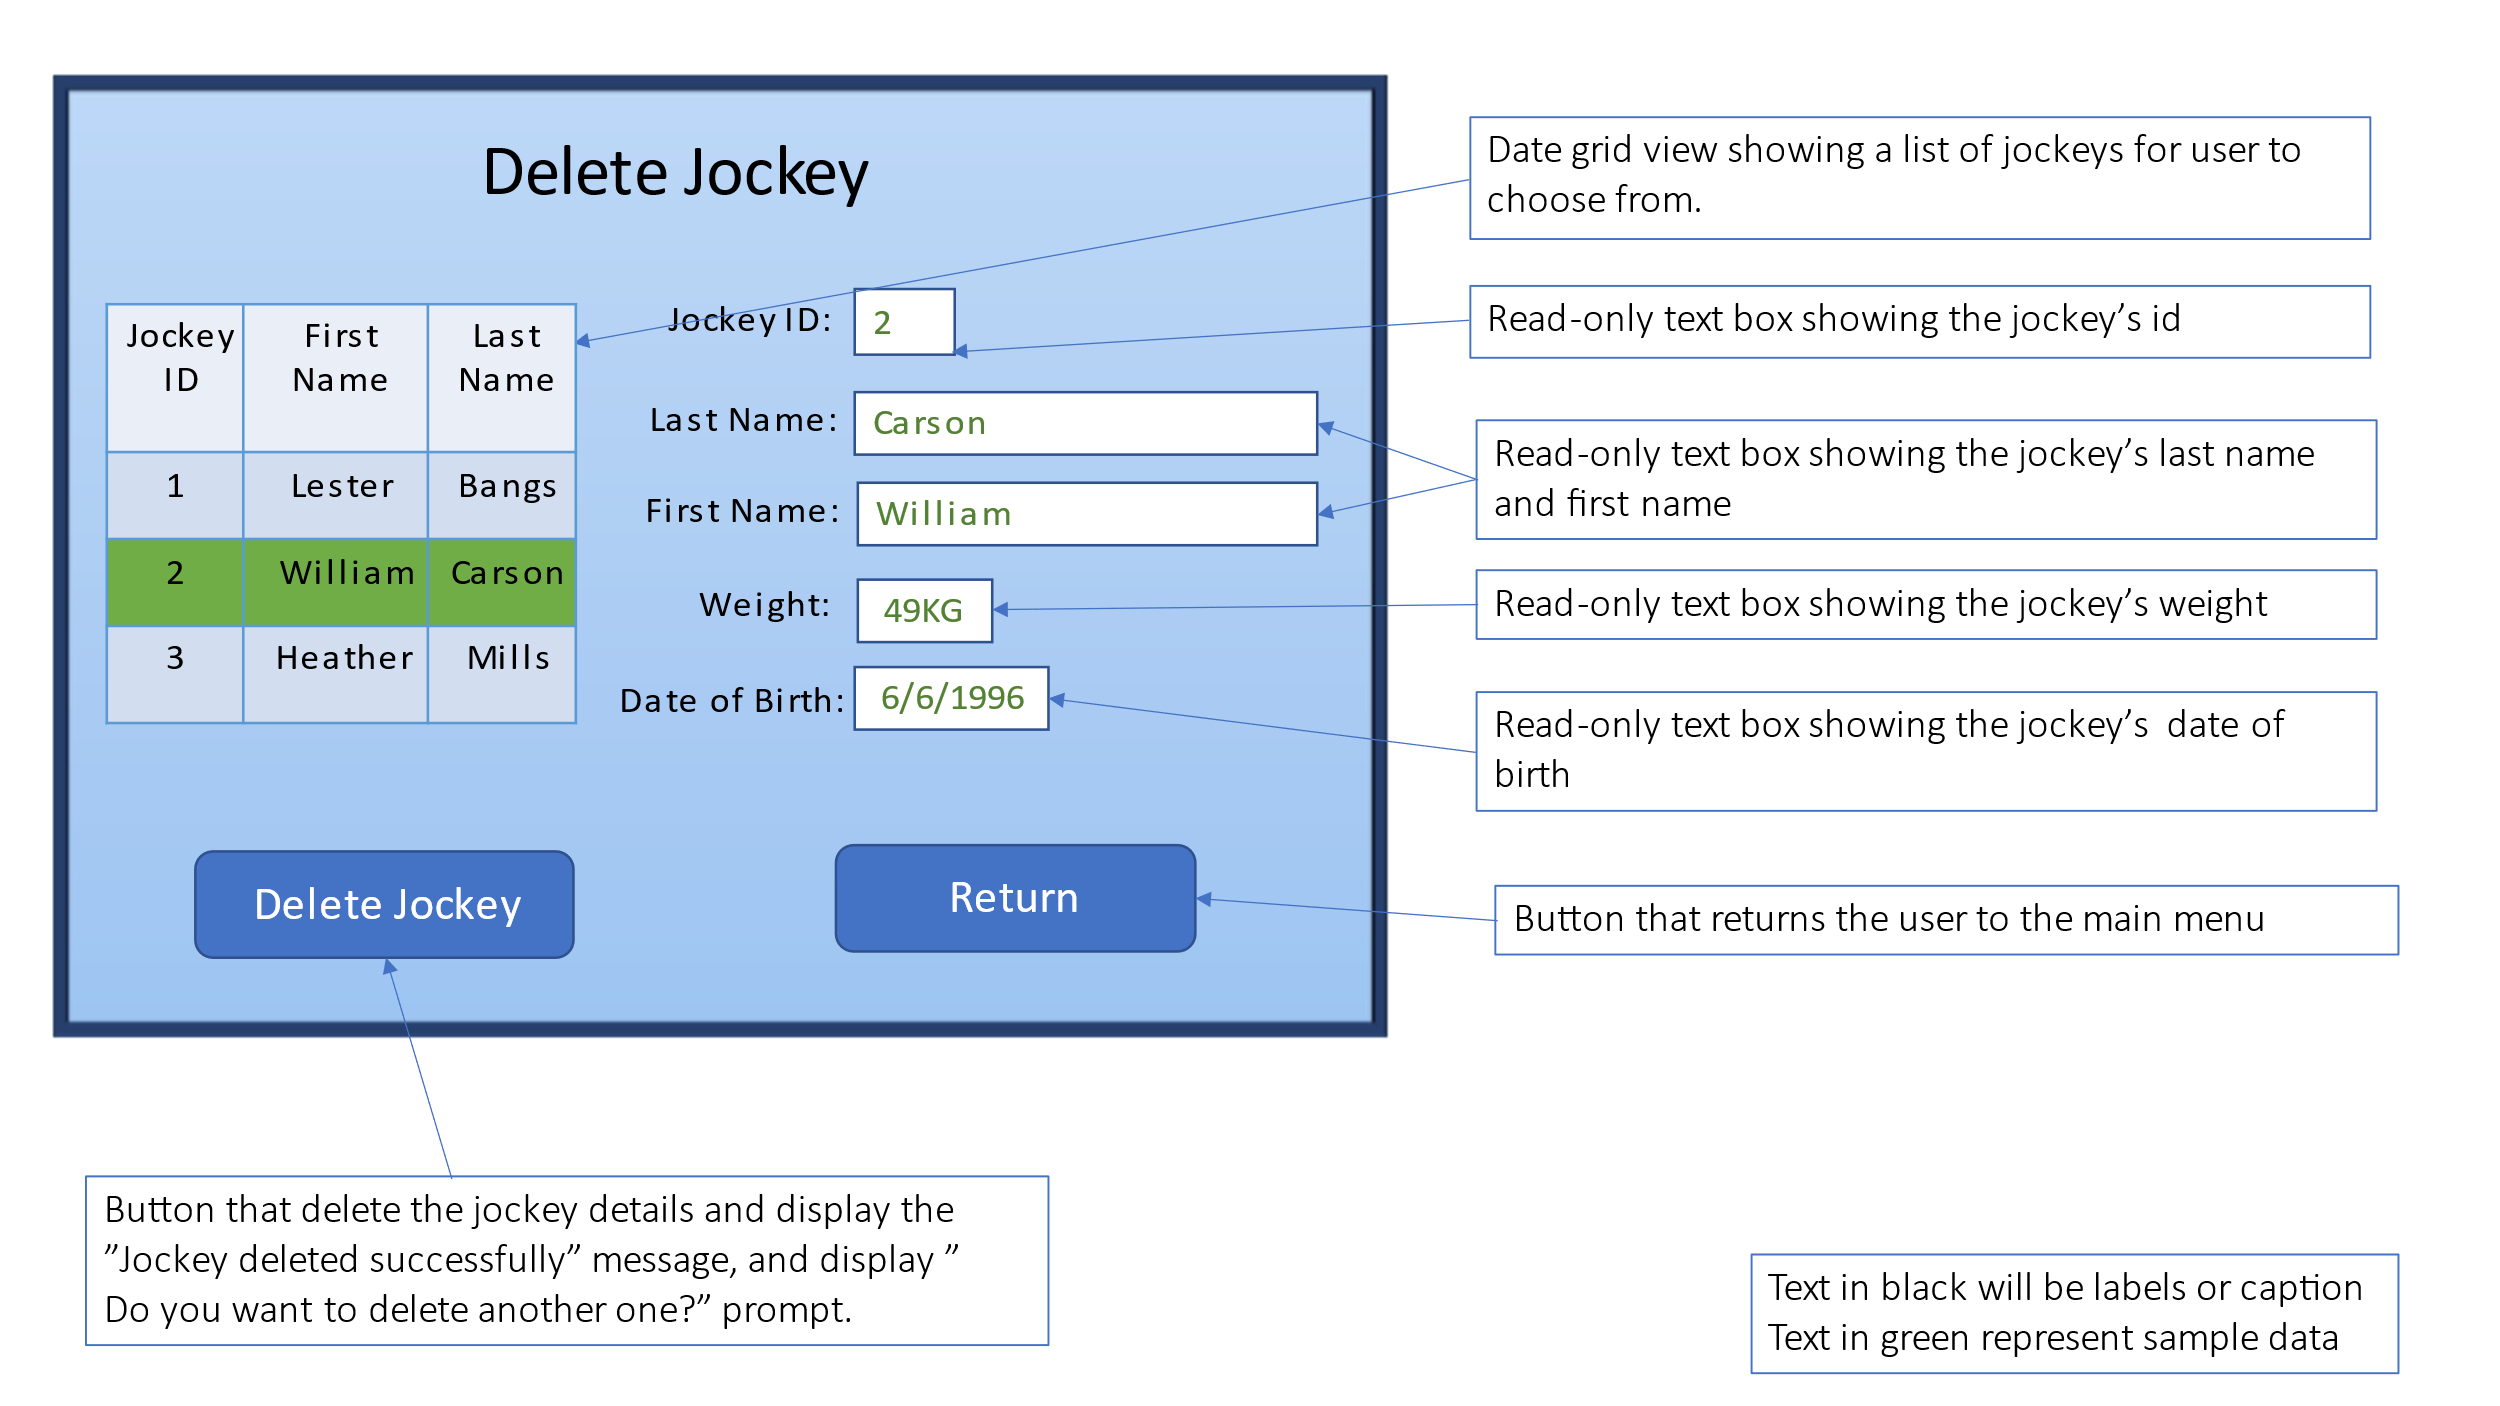 Delete Jockey
Jockey ID First Name Last Name
1 Lester Bangs
2 William Carson
3 Heather Mills
Jockey ID: 2
Last Name: Carson
First Name: William
Weight: 49KG
Date of Birth: 6/6/1996
Delete Jockey
Return
Date grid view showing a list of jockeys for user to
choose from.
Read-only text box showing the jockey’s id
Read-only text box showing the jockey’s last name
and first name
Read-only text box showing the jockey’s weight
Read-only text box showing the jockey’s  date of
birth
Button that returns the user to the main menu
Button that delete the jockey details and display the
”Jockey deleted successfully” message, and display ”
Do you want to delete another one?” prompt.
Text in black will be labels or caption
Text in green represent sample data